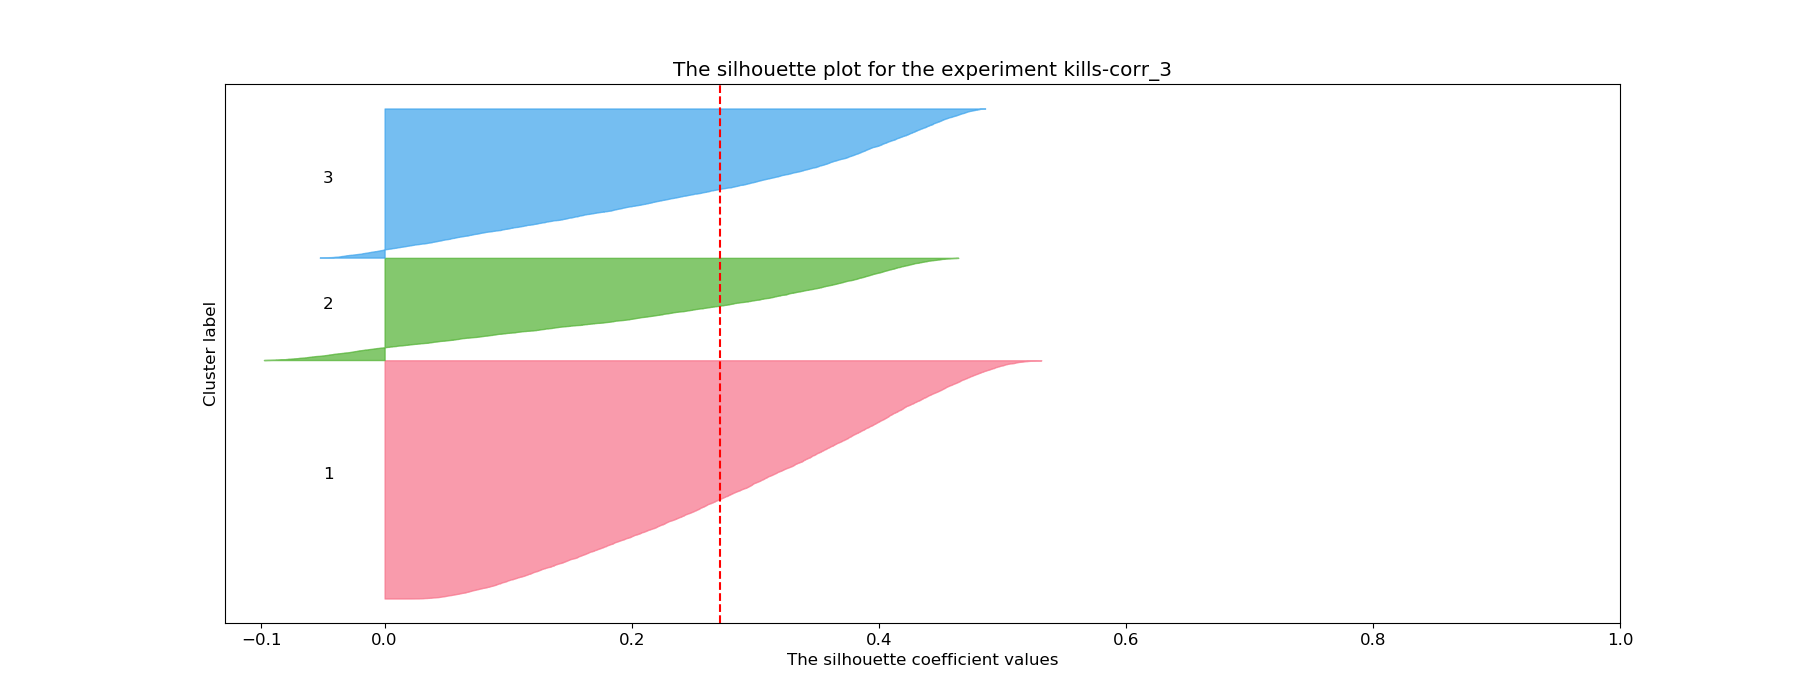 The silhouette plot for the experiment kills-corr_3
3
2
1
Cluster label
−0.1 0.0 0.2 0.4 0.6 0.8 1.0
The silhouette coefficient values